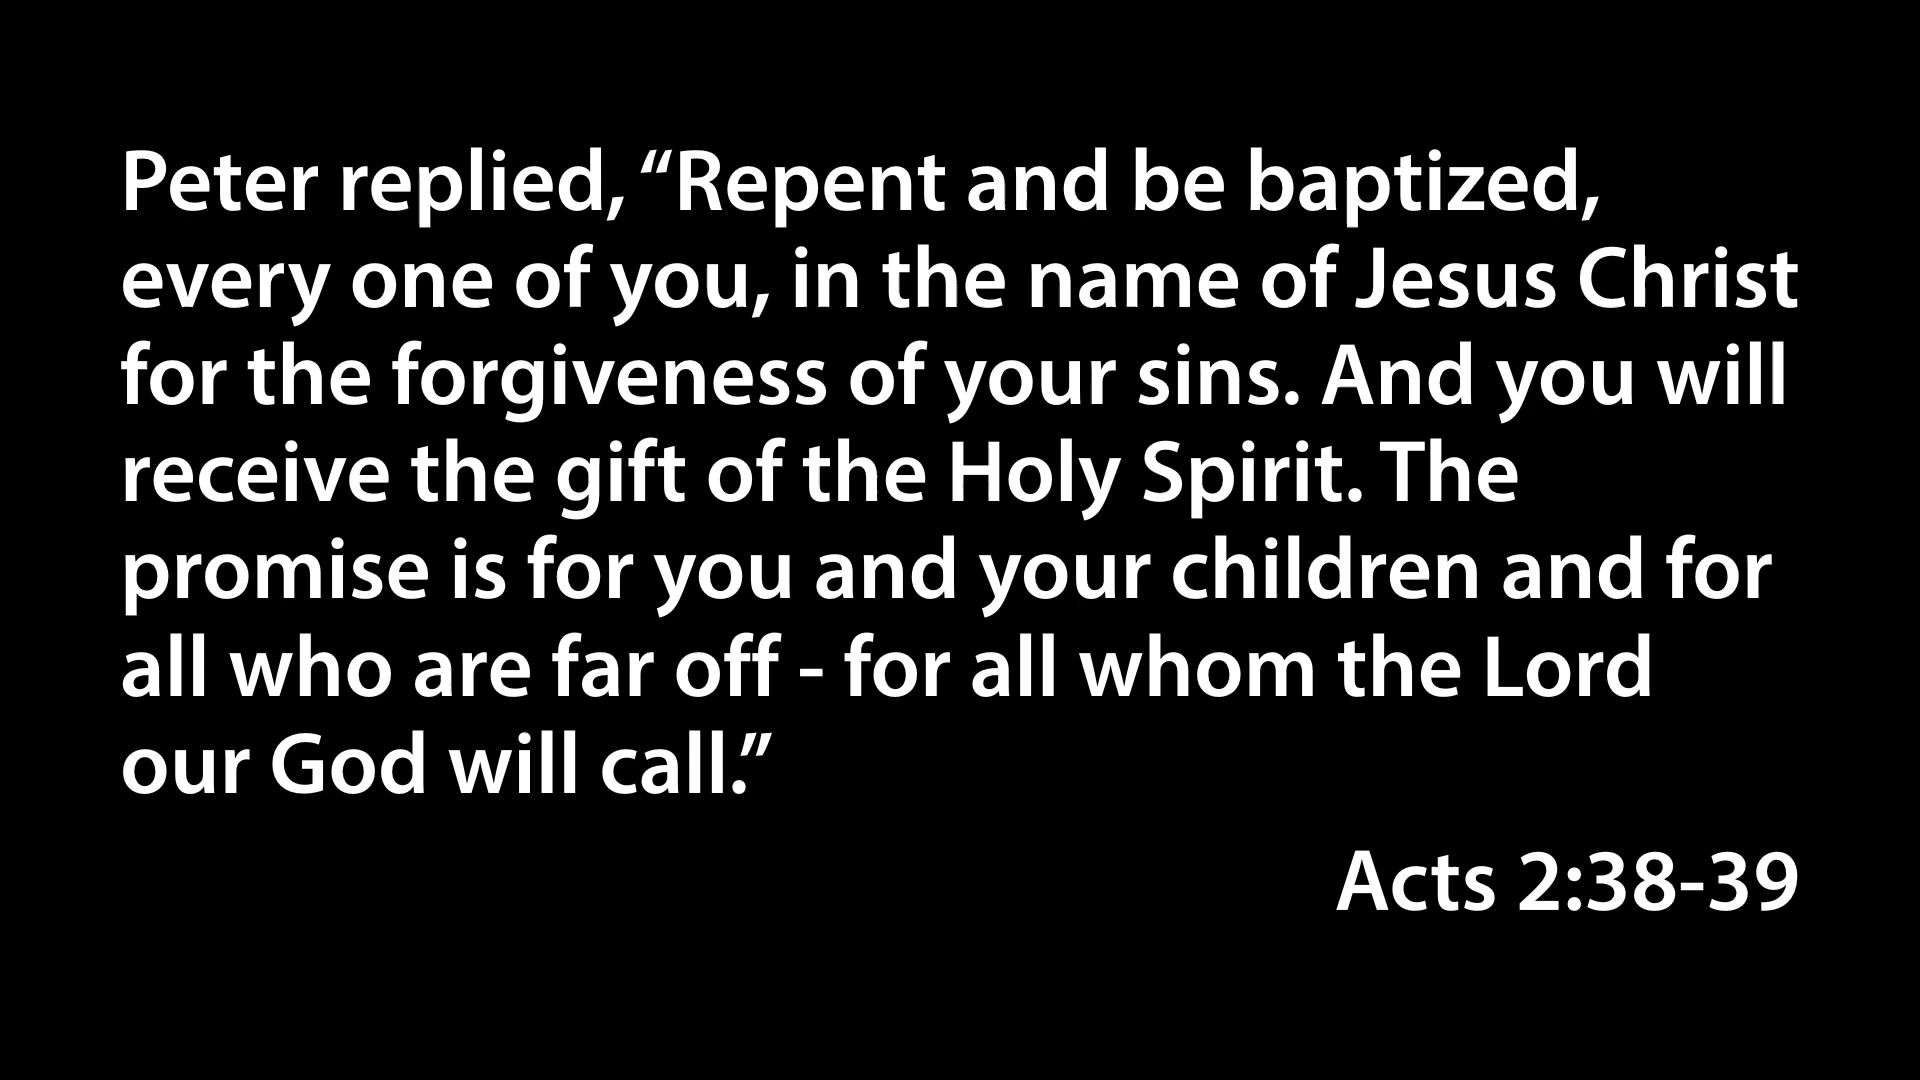 Peter replied, “Repent and be baptized,
every one of you, in the name of Jesus Christ
for the forgiveness of your sins. And you will
receive the gift of the Holy Spirit. The
promise is for you and your children and for
all who are far off - for all whom the Lord
our God will call.”
Acts 2:38-39